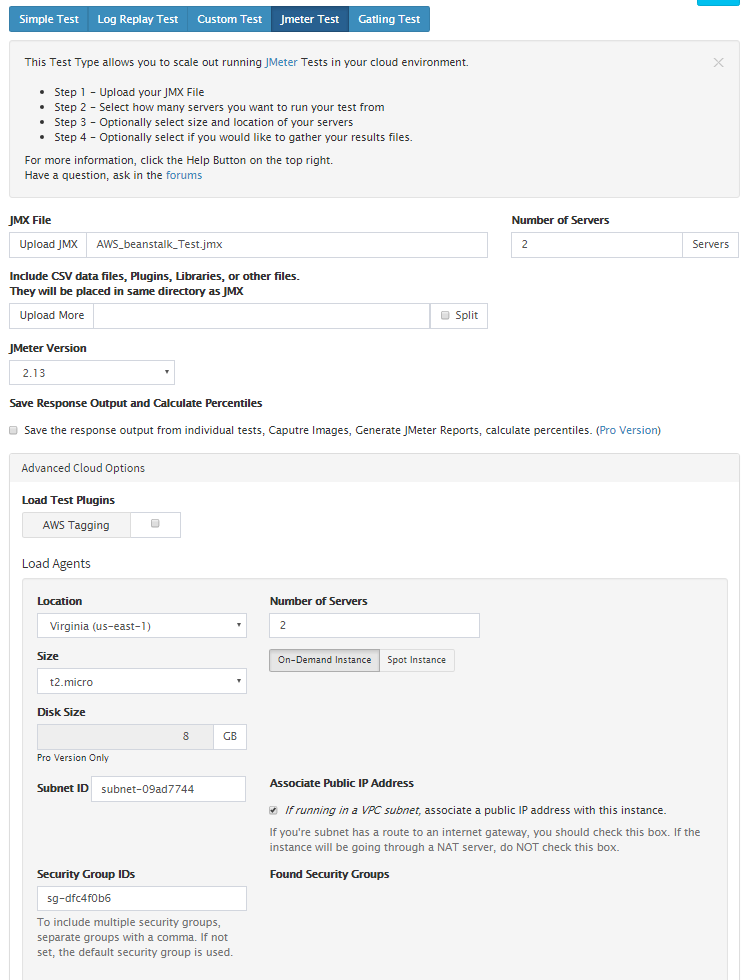 Simple Test Log Replay Test Custom Test Jmeter Test Gatling Test
This Test Type allows you to scale out running JMeter Tests in your cloud environment.
Step 1 - Upload your JMX File
Step 2 - Select how many servers you want to run your test from
Step 3 - Optionally select size and location of your servers
Step 4 - Optionally select if you would like to gather your results files.
For more information, click the Help Button on the top right.
Have a question, ask in the forums
JMX File Number of Servers
Upload JMX AWS_beanstalk_Test.jmx 2 Servers
Include CSV data files, Plugins, Libraries, or other files.
They will be placed in same directory as JMX
Upload More Split
JMeter Version
2.13
Save Response Output and Calculate Percentiles
Save the response output from individual tests, Caputre Images, Generate JMeter Reports, calculate percentiles. (Pro Version)
Advanced Cloud Options
Load Test Plugins
AWS Tagging
Load Agents
Location Number of Servers
Virginia (us-east-1) 2
Size On-Demand Instance Spot Instance
t2.micro
Disk Size
8 GB
Pro Version Only
Subnet ID subnet-09ad7744 Associate Public IP Address
If running in a VPC subnet, associate a public IP address with this instance.
If you're subnet has a route to an internet gateway, you should check this box. If the
instance will be going through a NAT server, do NOT check this box.
Security Group IDs Found Security Groups
sg-dfc4f0b6
To include multiple security groups,
separate groups with a comma. If not
set, the default security group is used.